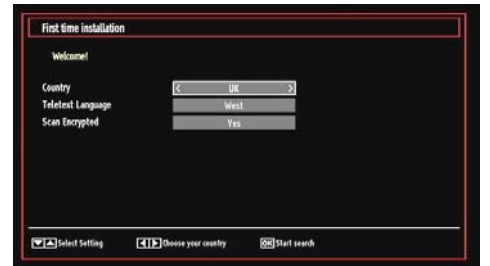 First time installation
Welcome!
Country < UK >
Teletext Language West
Scan Encrypted Yes
Select Setting Choose your country OK Start search